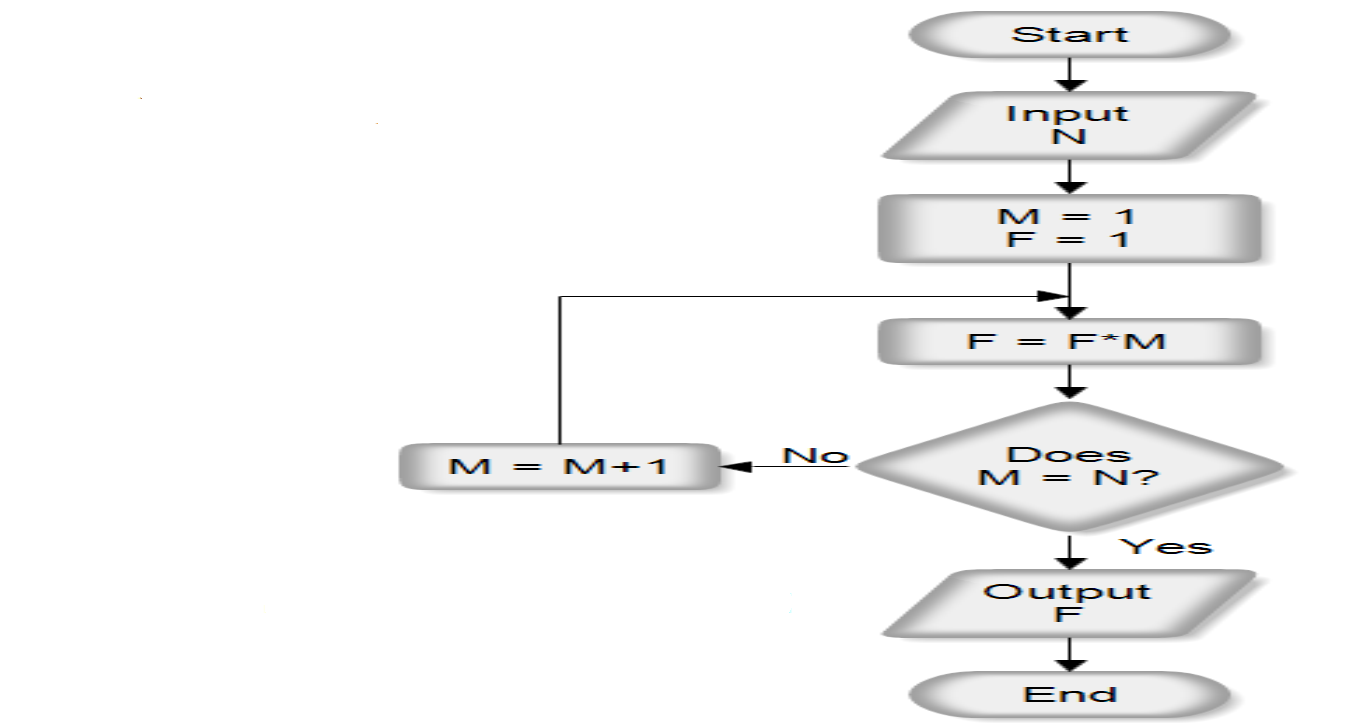 Start
Input
N
M = 1
F = 1
F = F*M
Does
M = N?
No
M = M+1
Yes
Output
F
End